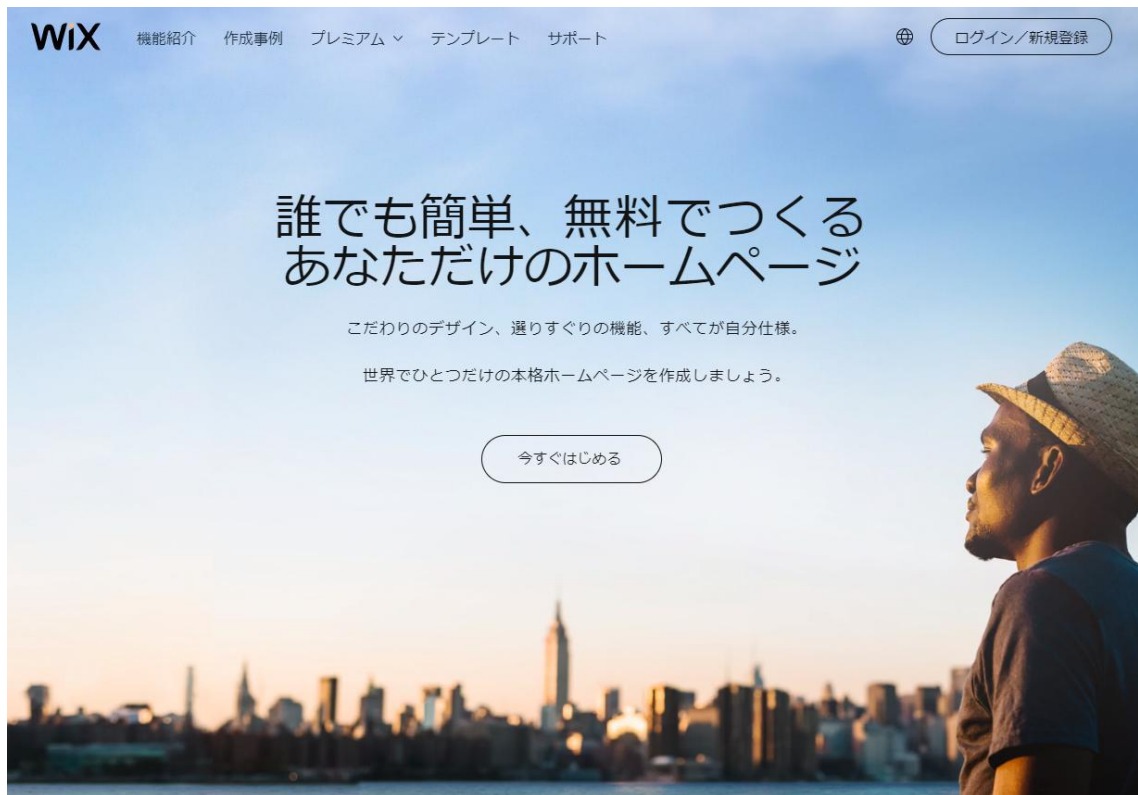 WiX
機能紹介
作成事例
プレミアム
テンプレート
サポート
ログイン／新規登録
誰でも簡単、無料でつくる
あなただけのホームページ
こだわりのデザイン、選りすぐりの機能、すべてが自分仕様。
世界でひとつだけの本格ホームページを作成しましょう。
今すぐはじめる